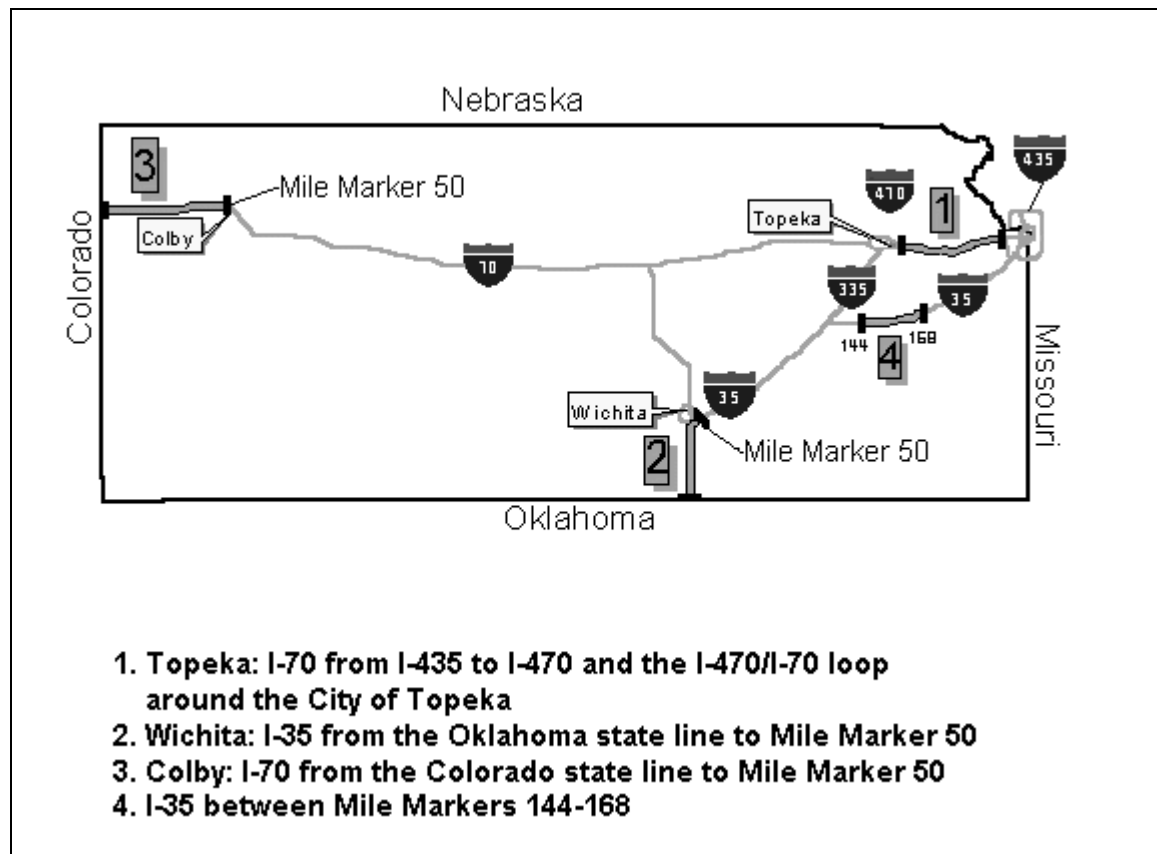 Nebraska
435
3
470
Mile Marker 50
1
Topeka
Colby
Colorado
70
335
35
144
168
4
Missouri
35
Wichita
2
Mile Marker 50
Oklahoma
1. Topeka: I-70 from I-435 to I-470 and the I-470/I-70 loop
around the City of Topeka
2. Wichita: I-35 from the Oklahoma state line to Mile Marker 50
3. Colby: I-70 from the Colorado state line to Mile Marker 50
4. I-35 between Mile Markers 144-168